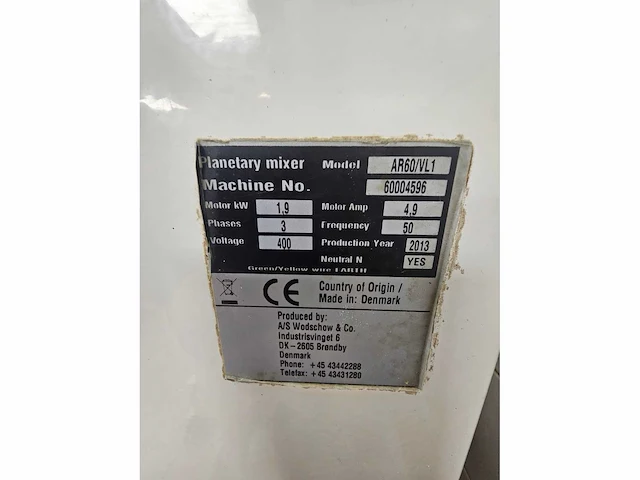 Planetary mixer Model AR60/VL1
Machine No. 60004596
Motor kW 1,9 Motor Amp 4,9
Phases 3 Frequency 50
Voltage 400 Production Year 2013
Neutral N YES
Green/Yellow wire EARTH
CE Country of Origin /
Made in: Denmark
Produced by:
A/S Wodschow & Co.
Industrisvinget 6
DK-2605 Brøndby
Denmark
Phone: +45 43442288
Telefax: +45 43431280